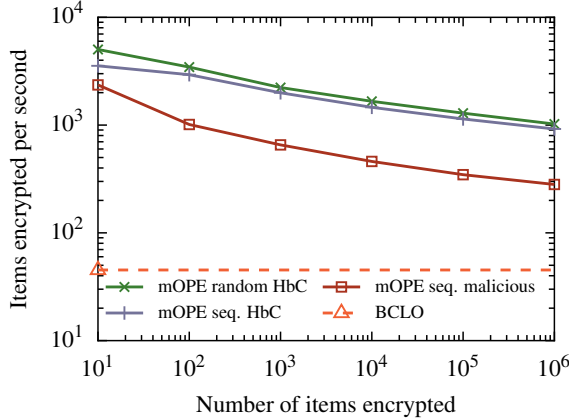 10^4
10^3
10^2
10^1
Items encrypted per second
mOPE random HbC
mOPE seq. HbC
mOPE seq. malicious
BCLO
10^1 10^2 10^3 10^4 10^5 10^6
Number of items encrypted